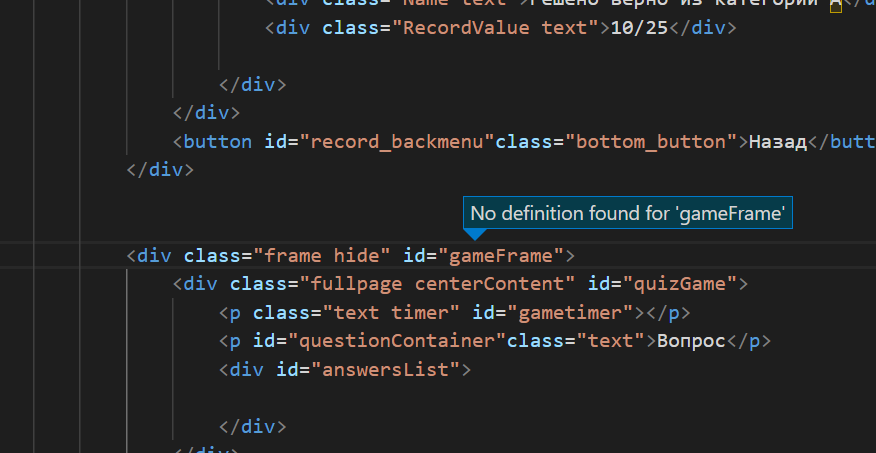 <div class="Name text">Решено верно из категории А</d
<div class="RecordValue text">10/25</div>
</div>
</div>
<button id="record_backmenu"class="bottom_button">Назад</butt
</div>
No definition found for 'gameFrame'
<div class="frame hide" id="gameFrame">
<div class="fullpage centerContent" id="quizGame">
<p class="text timer" id="gametimer"></p>
<p id="questionContainer"class="text">Вопрос</p>
<div id="answersList">
</div>
</div>